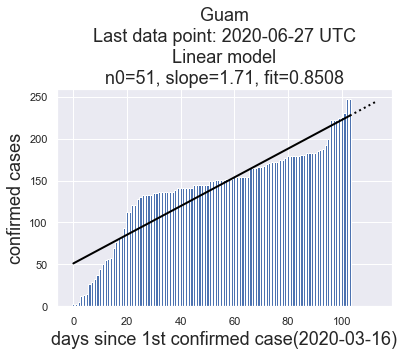 Guam
Last data point: 2020-06-27 UTC
Linear model
n0=51, slope=1.71, fit=0.8508
250
200
150
100
50
0
confirmed cases
0 20 40 60 80 100
days since 1st confirmed case(2020-03-16)